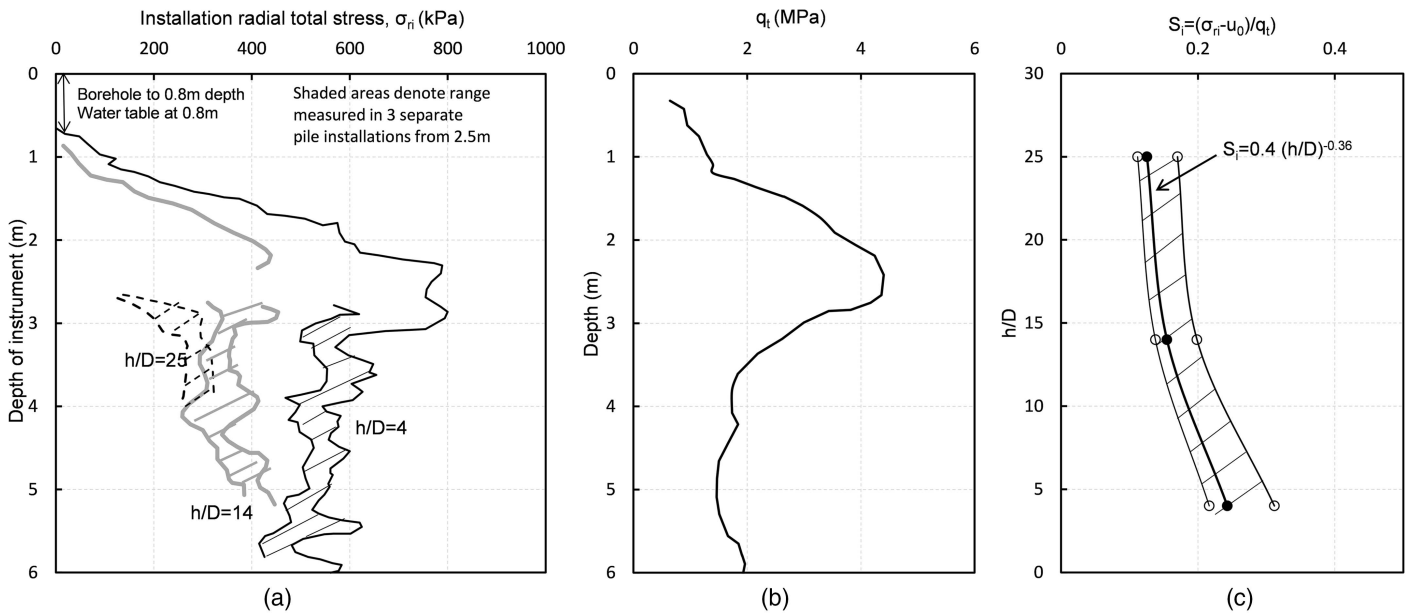 Installation radial total stress, σri (kPa)
0 200 400 600 800 1000
0
1
2
3
4
5
6
Depth of instrument (m)
Borehole to 0.8m depth
Water table at 0.8m
Shaded areas denote range
measured in 3 separate
pile installations from 2.5m
h/D=25
h/D=4
h/D=14
(a)
qt (MPa)
0 2 4 6
0
1
2
3
4
5
6
Depth (m)
(b)
Si=(σri-u0)/qt)
0 0.2 0.4
30
25
20
15
10
5
0
h/D
Si=0.4 (h/D)-0.36
(c)